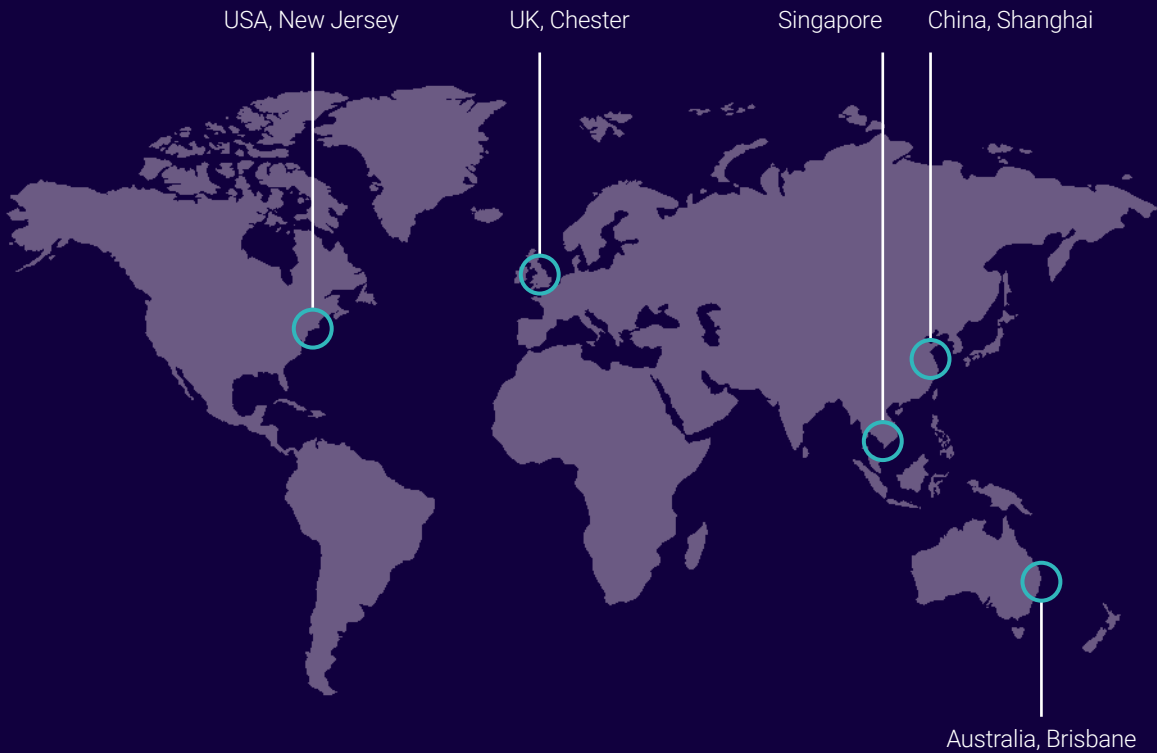 USA, New Jersey
UK, Chester
Singapore
China, Shanghai
Australia, Brisbane